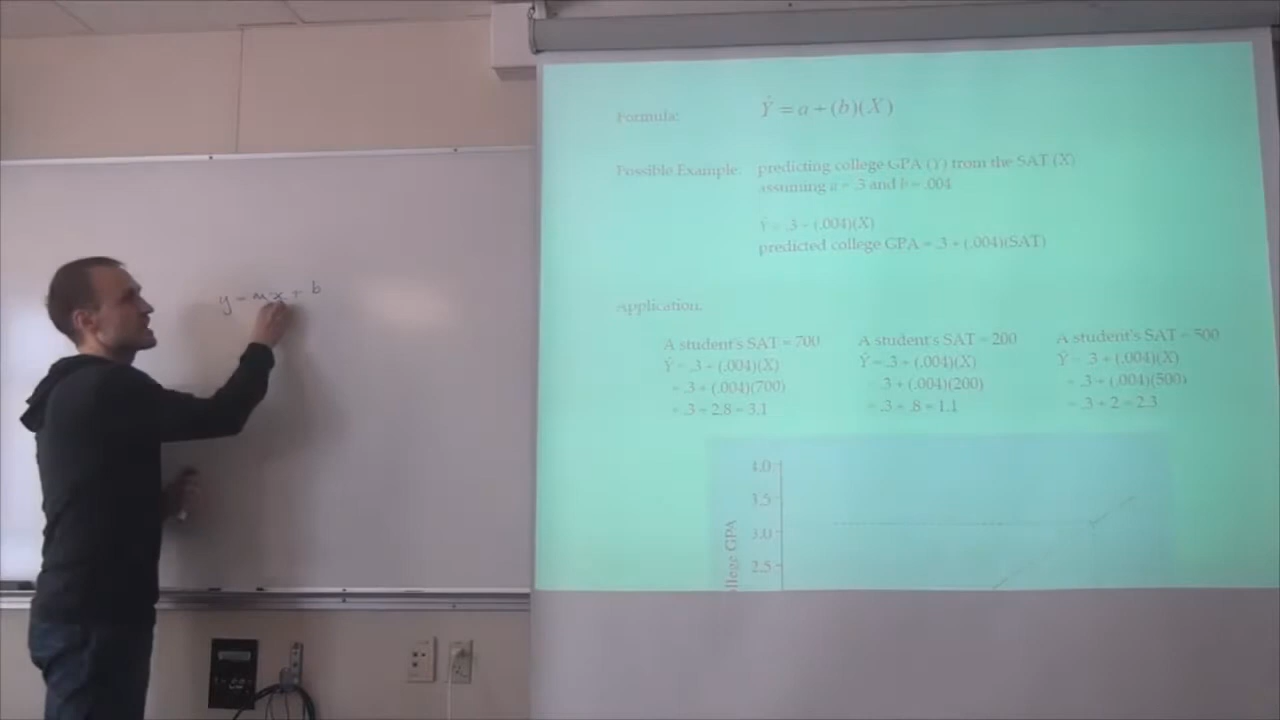 y = mx + b
Formula: Ŷ = a + (b)(X)
Possible Example: predicting college GPA (Y) from the SAT (X)
assuming a = .3 and b = .004
Ŷ = .3 + (.004)(X)
predicted college GPA = .3 + (.004)(SAT)
Application:
A student's SAT = 700
Ŷ = .3 + (.004)(X)
= .3 + (.004)(700)
= .3 + 2.8 = 3.1
A student's SAT = 200
Ŷ = .3 + (.004)(X)
.3 + (.004)(200)
= .3 + .8 = 1.1
A student's SAT = 500
Ŷ = .3 + (.004)(X)
= .3 + (.004)(500)
= .3 + 2 = 2.3
4.0
3.5
3.0
2.5
GPA